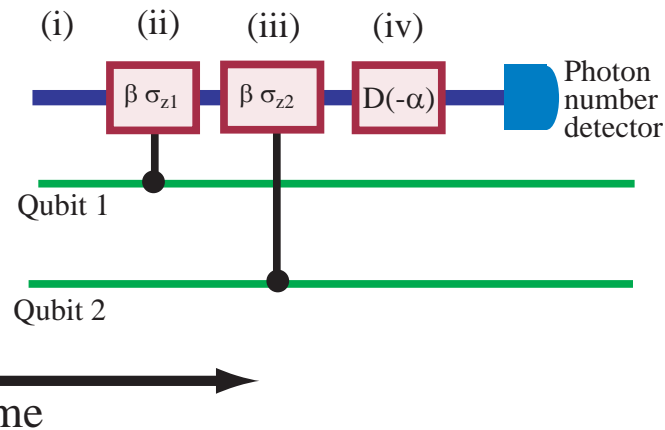 (i) (ii) (iii) (iv)
β σz1 β σz2 D(-α)
Photon
number
detector
Qubit 1
Qubit 2
me